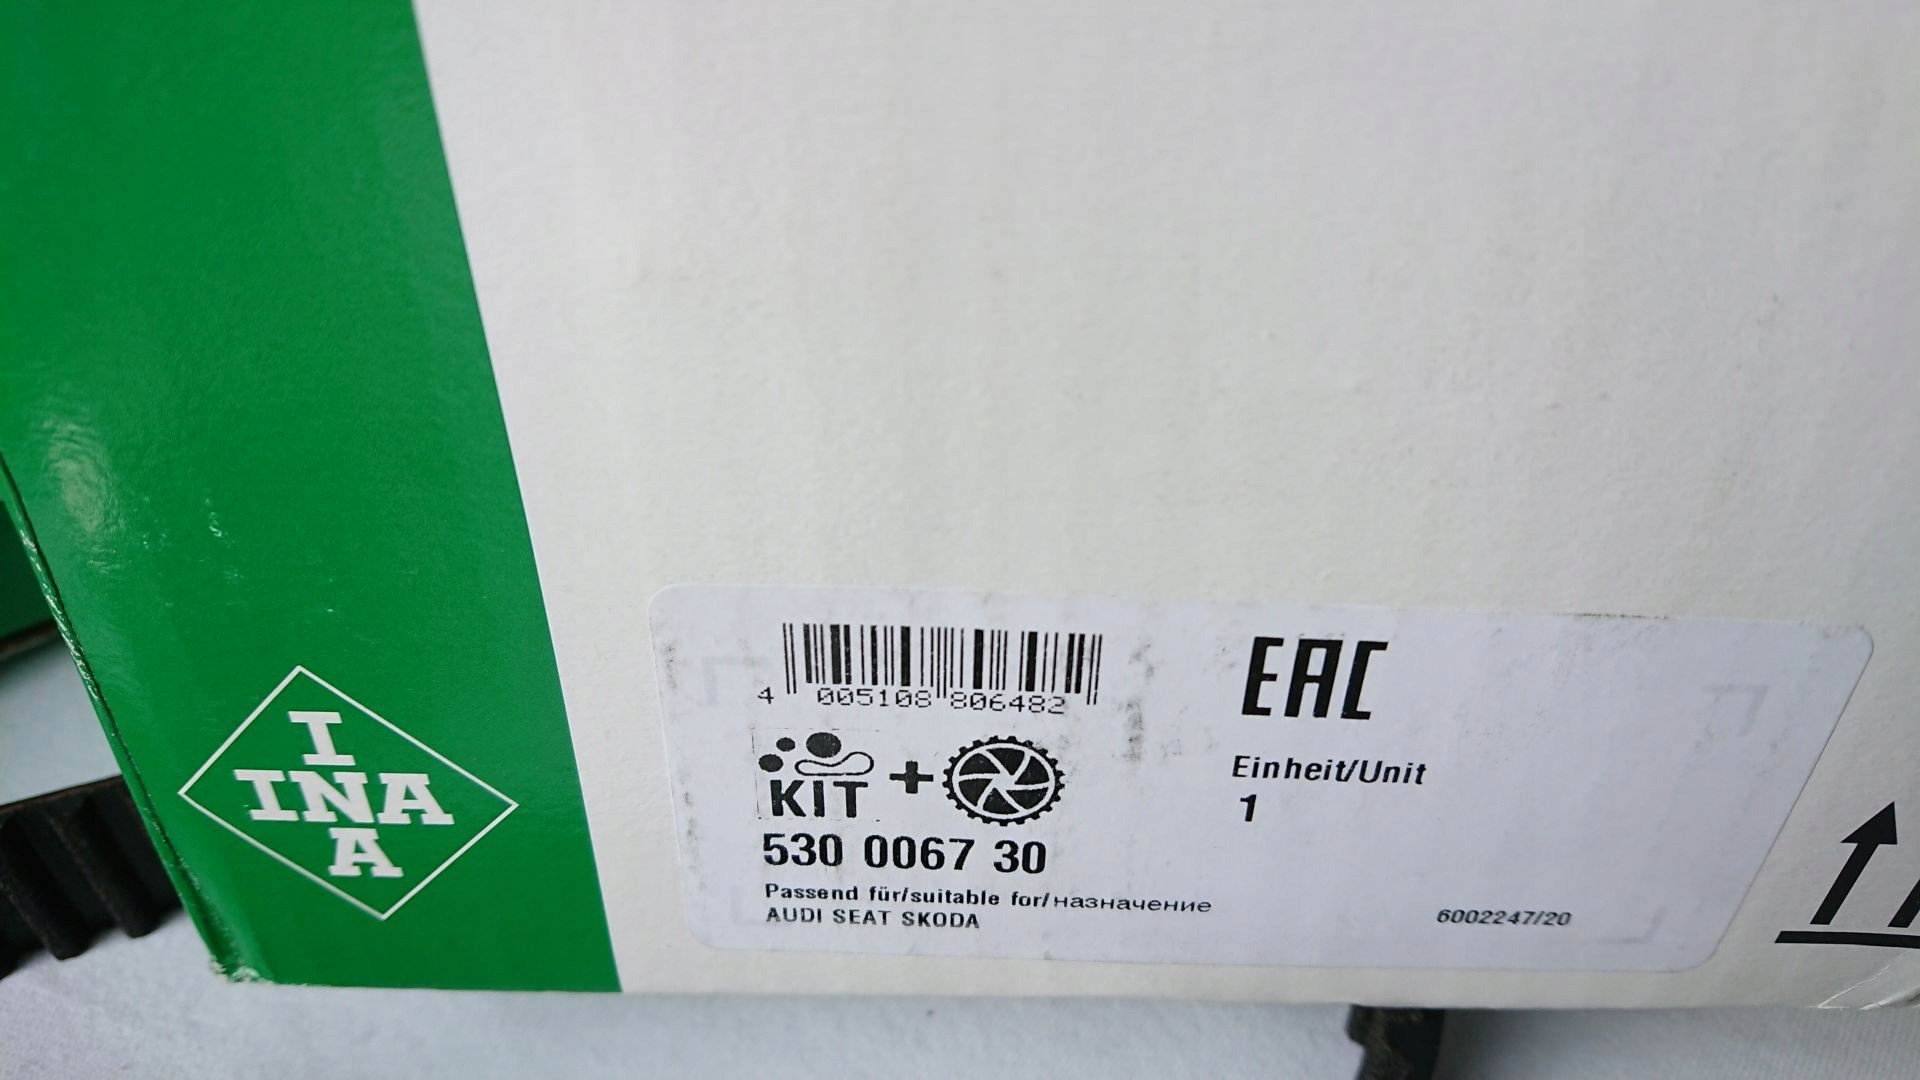 I
INA
A
4 005108 806482
EAC
KIT +
Einheit/Unit
1
530 0067 30
Passend für/suitable for/назначение
AUDI SEAT SKODA
6002247/20